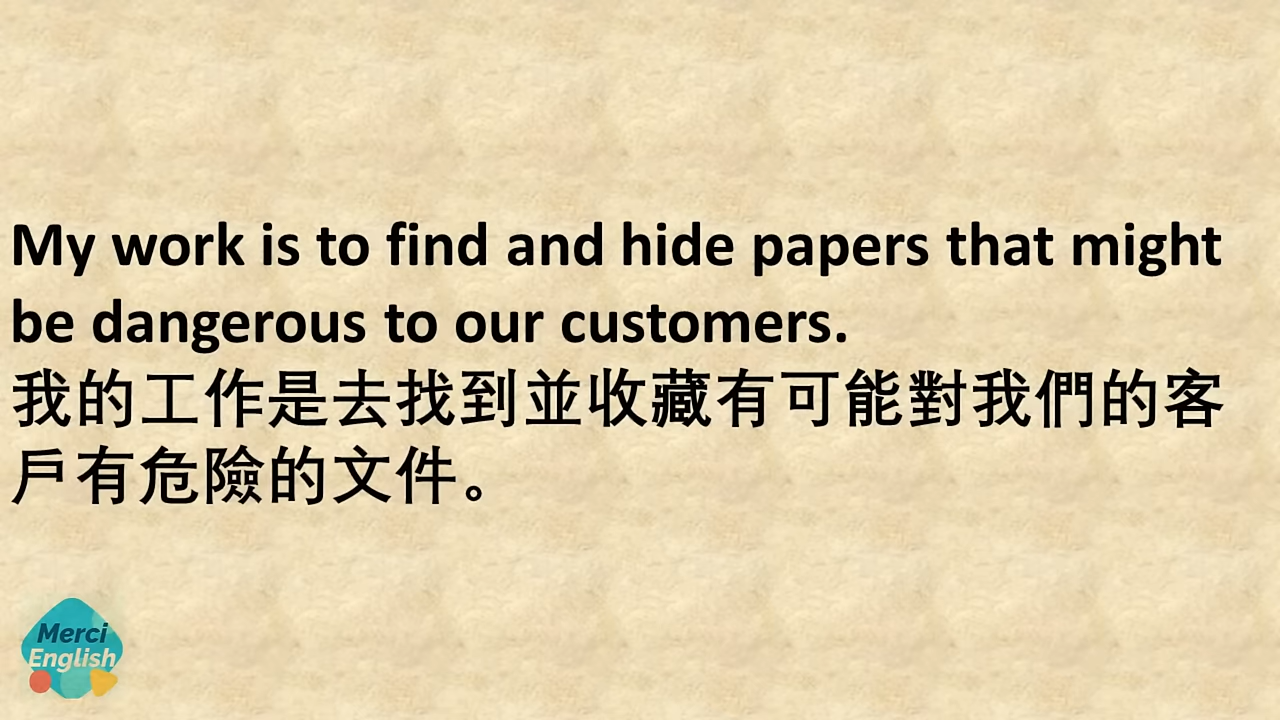 My work is to find and hide papers that might
be dangerous to our customers.
我的工作是去找到並收藏有可能對我們的客
戶有危險的文件。
Merci
English